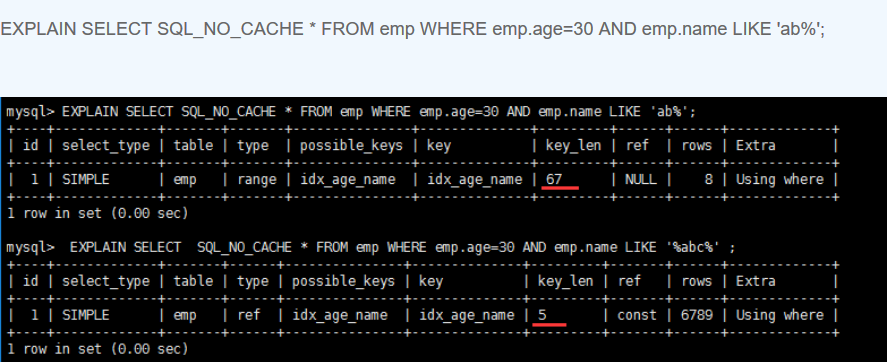 EXPLAIN SELECT SQL_NO_CACHE * FROM emp WHERE emp.age=30 AND emp.name LIKE 'ab%';
mysql> EXPLAIN SELECT SQL_NO_CACHE * FROM emp WHERE emp.age=30 AND emp.name LIKE 'ab%';
+----+-------------+-------+-------+---------------+--------------+---------+------+------+-------------+
| id | select_type | table | type | possible_keys | key | key_len | ref | rows | Extra |
+----+-------------+-------+-------+---------------+--------------+---------+------+------+-------------+
| 1 | SIMPLE | emp | range | idx_age_name | idx_age_name | 67 | NULL | 8 | Using where |
+----+-------------+-------+-------+---------------+--------------+---------+------+------+-------------+
1 row in set (0.00 sec)
mysql> EXPLAIN SELECT SQL_NO_CACHE * FROM emp WHERE emp.age=30 AND emp.name LIKE '%abc%' ;
+----+-------------+-------+------+---------------+--------------+---------+-------+------+-------------+
| id | select_type | table | type | possible_keys | key | key_len | ref | rows | Extra |
+----+-------------+-------+------+---------------+--------------+---------+-------+------+-------------+
| 1 | SIMPLE | emp | ref | idx_age_name | idx_age_name | 5 | const | 6789 | Using where |
+----+-------------+-------+------+---------------+--------------+---------+-------+------+-------------+
1 row in set (0.00 sec)